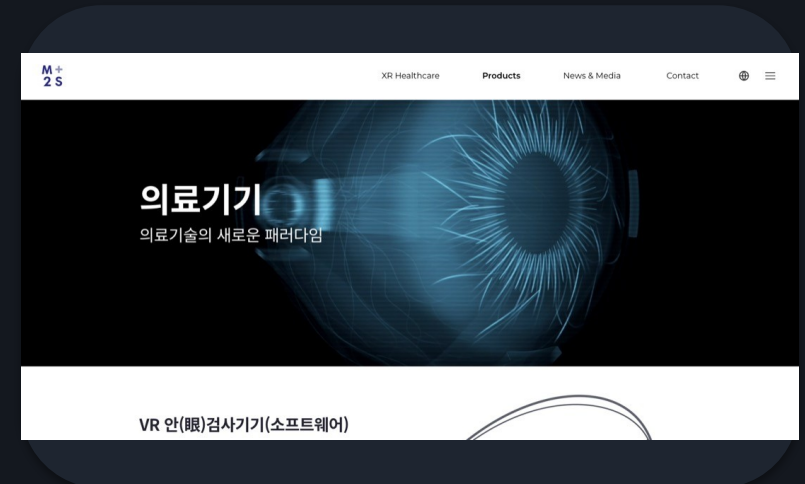 M+
2S
XR Healthcare Products News & Media Contact
의료기기
의료기술의 새로운 패러다임
VR 안(眼)검사기기(소프트웨어)